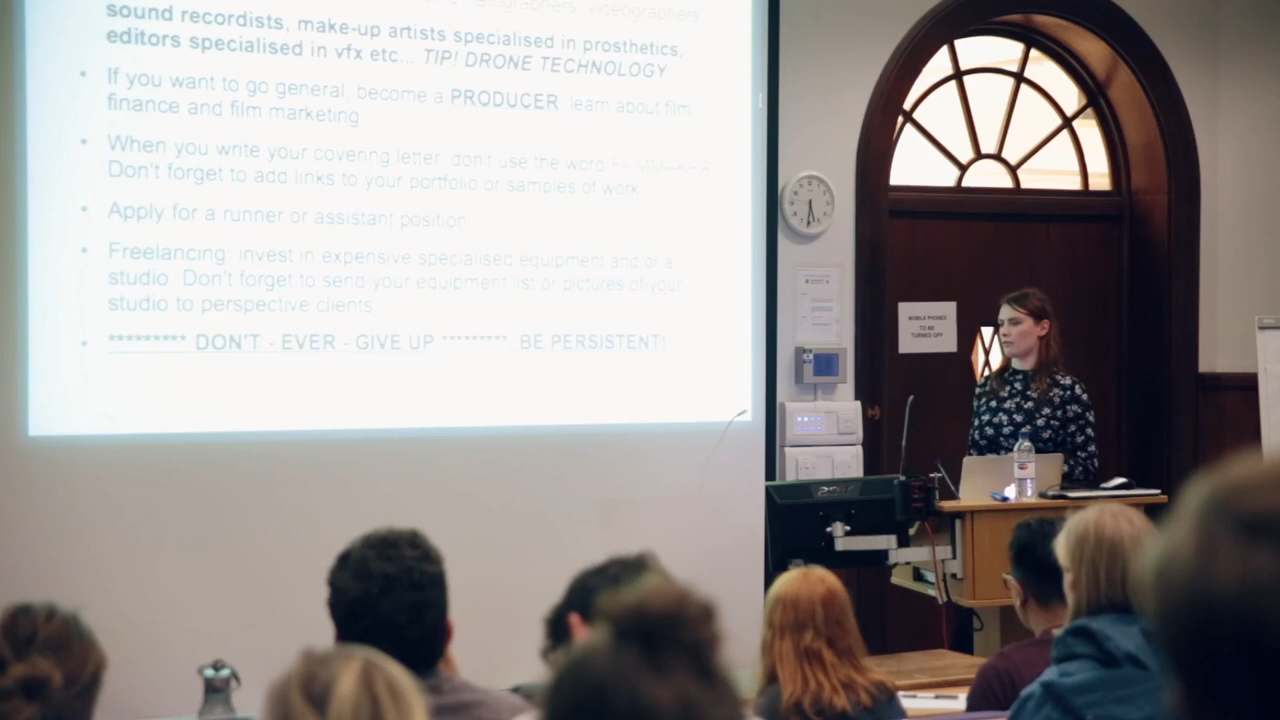 videographers
sound recordists, make-up artists specialised in prosthetics,
editors specialised in vfx etc... TIP! DRONE TECHNOLOGY
• If you want to go general, become a PRODUCER learn about film
finance and film marketing
• When you write your covering letter don't use the word FILMMAKER
Don't forget to add links to your portfolio or samples of work
• Apply for a runner or assistant position
• Freelancing: invest in expensive specialised equipment and/or a
studio. Don't forget to send your equipment list or pictures of your
studio to perspective clients
• ********* DON'T - EVER - GIVE UP ******** BE PERSISTENT!
MOBILE PHONES
TO BE
TURNED OFF